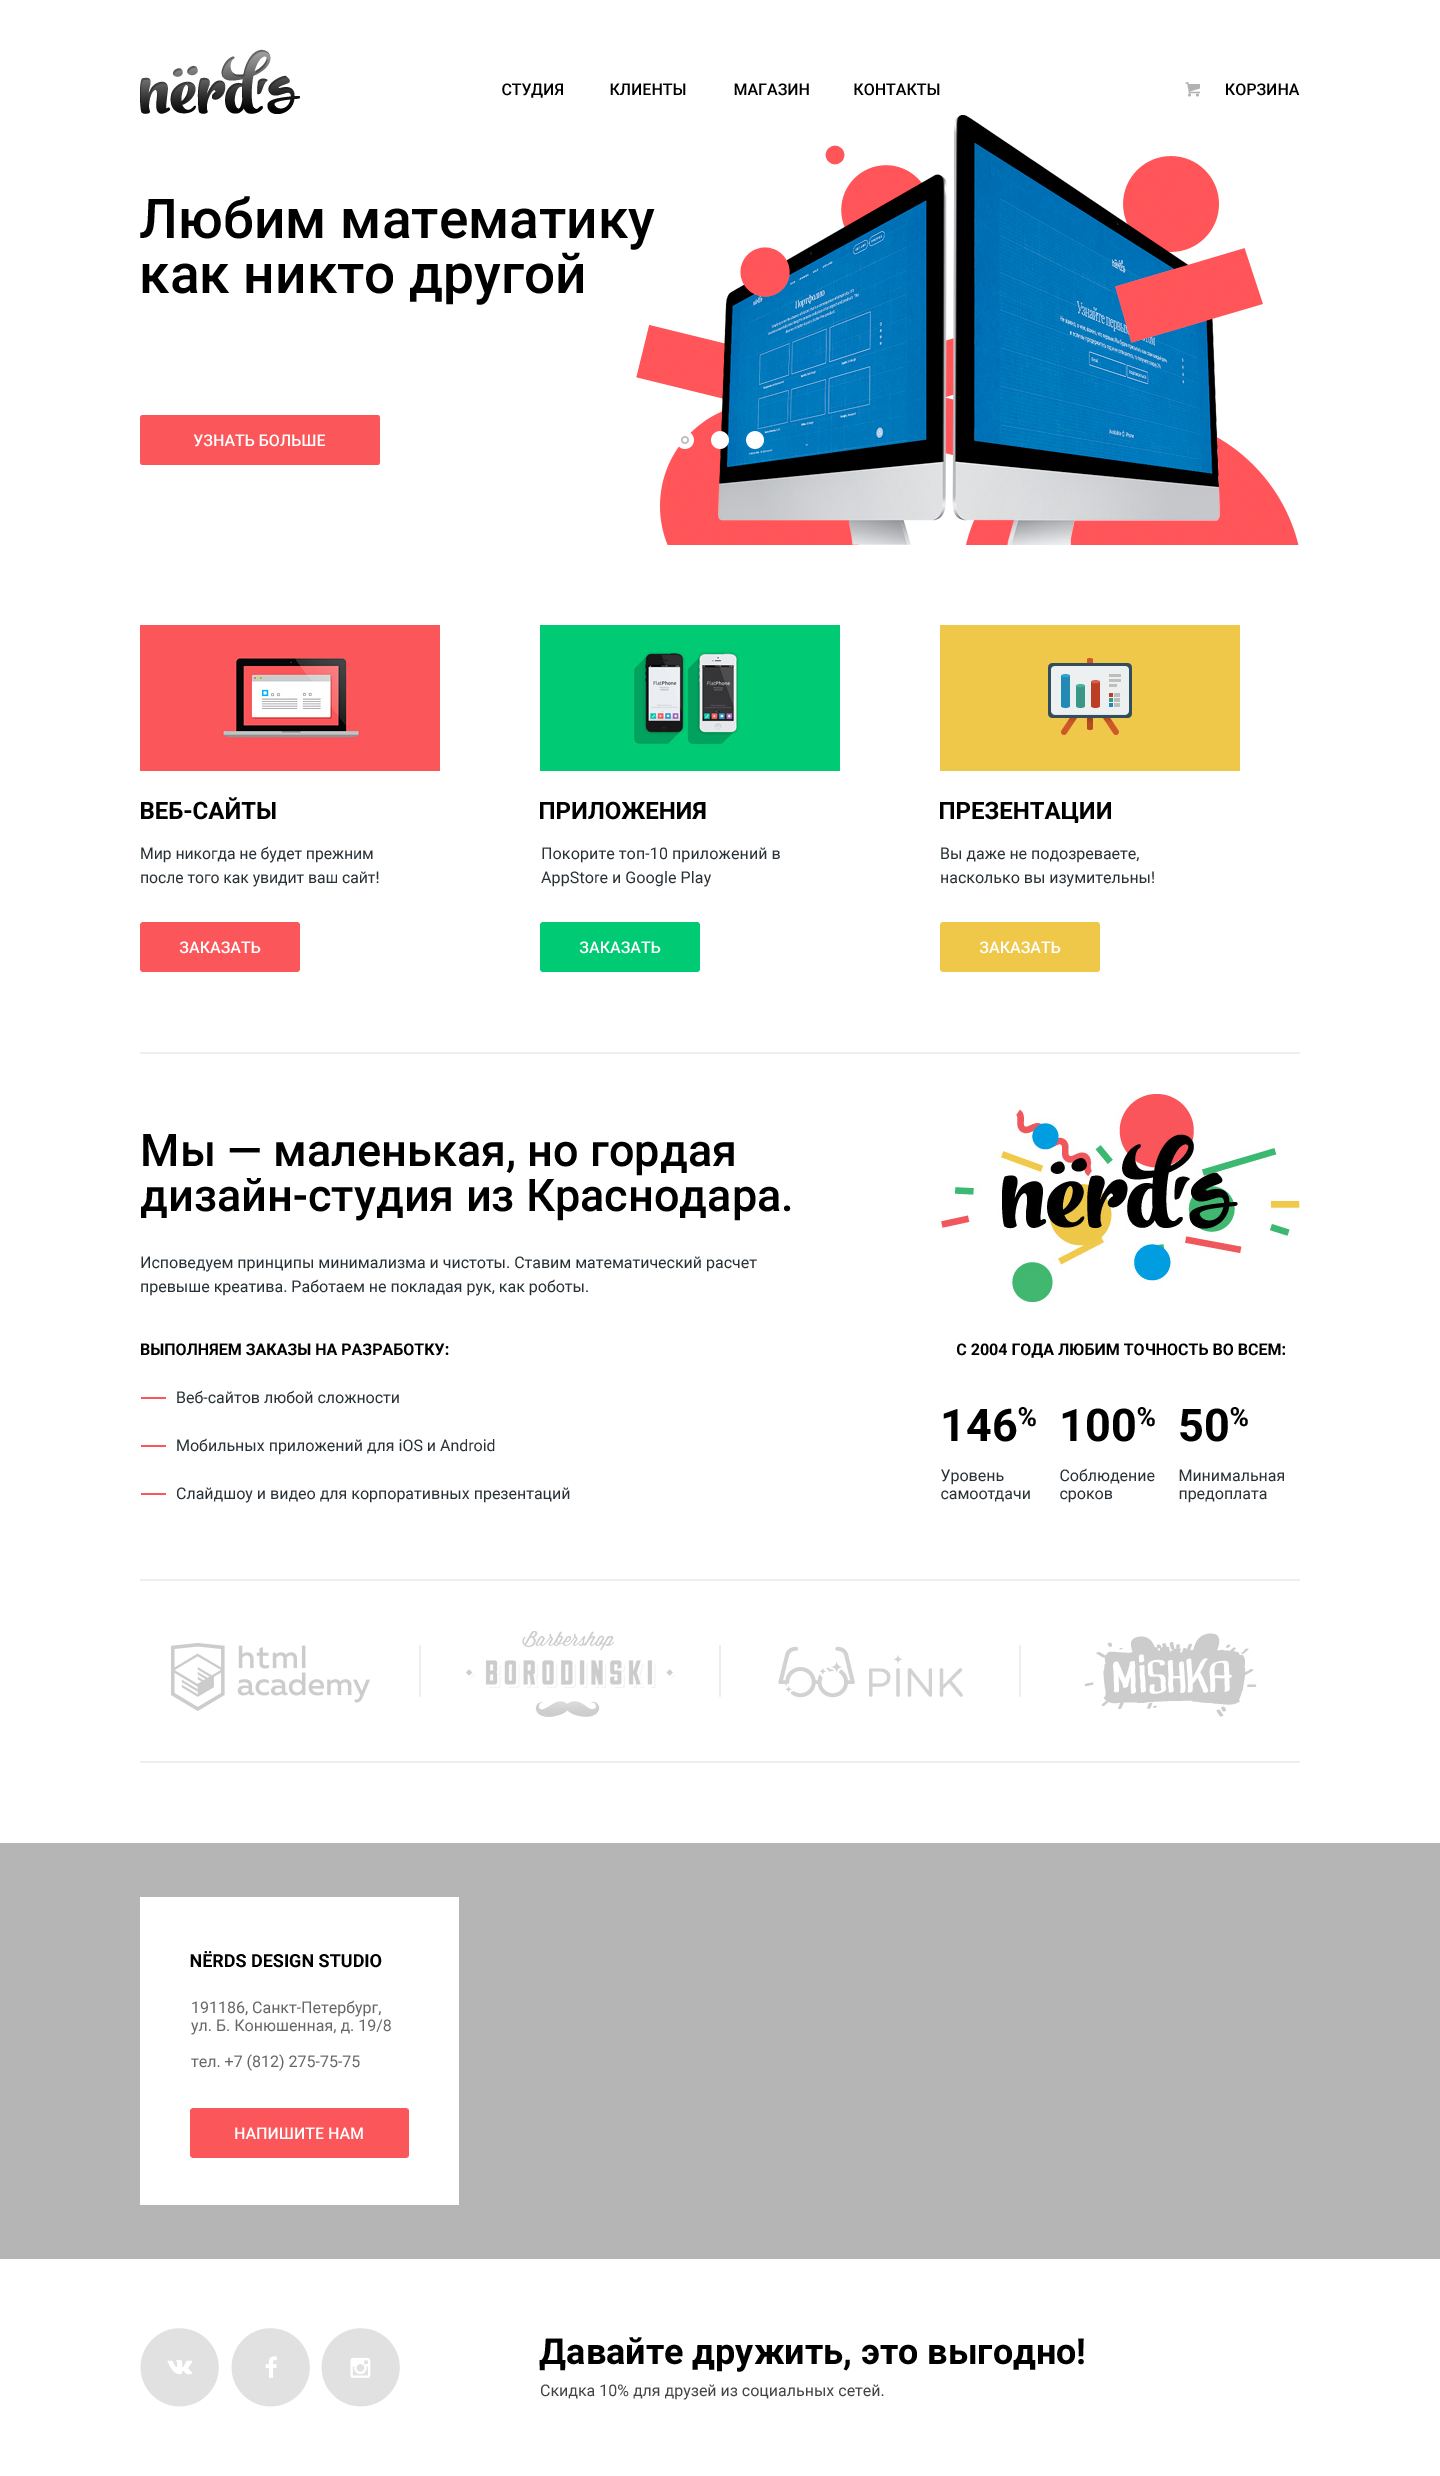 nërd's
СТУДИЯ КЛИЕНТЫ МАГАЗИН КОНТАКТЫ КОРЗИНА
Любим математику
как никто другой
Портфолио
УЗНАТЬ БОЛЬШЕ
FlatPhone FlatPhone
ВЕБ-САЙТЫ ПРИЛОЖЕНИЯ ПРЕЗЕНТАЦИИ
Мир никогда не будет прежним
после того как увидит ваш сайт!
Покорите топ-10 приложений в
AppStore и Google Play
Вы даже не подозреваете,
насколько вы изумительны!
ЗАКАЗАТЬ ЗАКАЗАТЬ ЗАКАЗАТЬ
Мы — маленькая, но гордая
дизайн-студия из Краснодара.
nërd's
Исповедуем принципы минимализма и чистоты. Ставим математический расчет
превыше креатива. Работаем не покладая рук, как роботы.
ВЫПОЛНЯЕМ ЗАКАЗЫ НА РАЗРАБОТКУ:
Веб-сайтов любой сложности
Мобильных приложений для iOS и Android
Слайдшоу и видео для корпоративных презентаций
С 2004 ГОДА ЛЮБИМ ТОЧНОСТЬ ВО ВСЕМ:
146% 100% 50%
Уровень
самоотдачи
Соблюдение
сроков
Минимальная
предоплата
html
academy
Barbershop
BORODINSKI
PINK
MiSHKA
NЁRDS DESIGN STUDIO
191186, Санкт-Петербург,
ул. Б. Конюшенная, д. 19/8
тел. +7 (812) 275-75-75
НАПИШИТЕ НАМ
Давайте дружить, это выгодно!
Скидка 10% для друзей из социальных сетей.